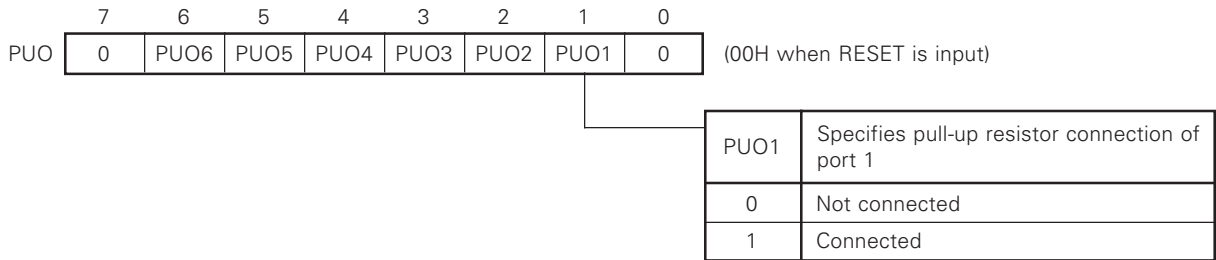 7 6 5 4 3 2 1 0
PUO 0 PUO6 PUO5 PUO4 PUO3 PUO2 PUO1 0 (00H when RESET is input)
PUO1 Specifies pull-up resistor connection of
port 1
0 Not connected
1 Connected